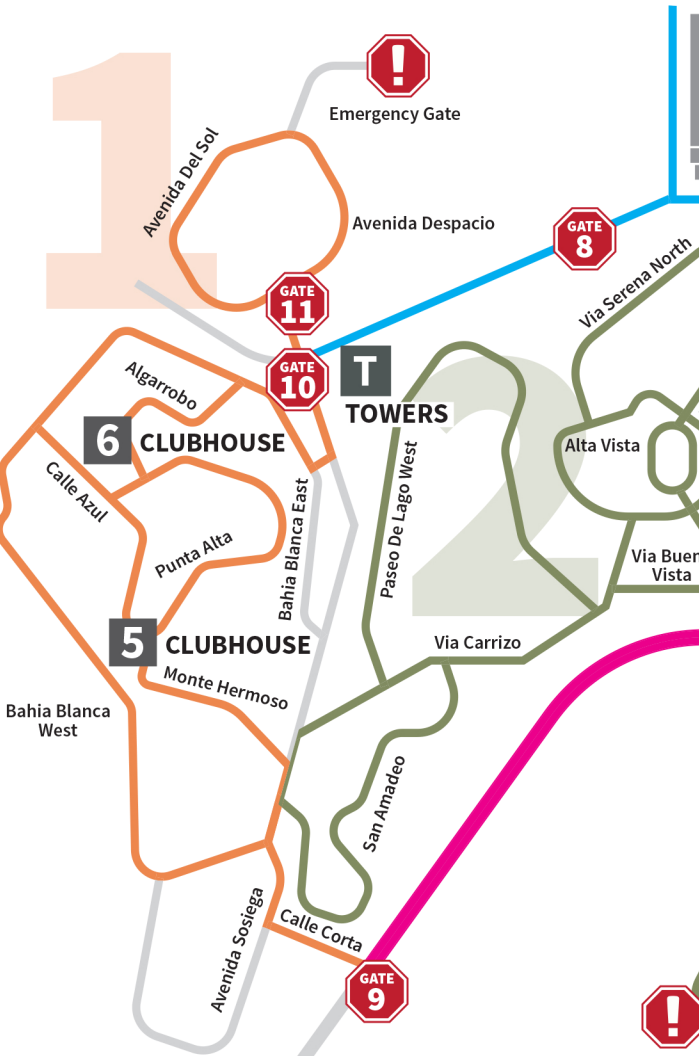 1
!
Emergency Gate
Avenida Del Sol
Avenida Despacio
GATE
8
Via Serena North
GATE
11
GATE
10
T
TOWERS
Algarrobo
6 CLUBHOUSE
Alta Vista
2
Calle Azul
Paseo De Lago West
Bahia Blanca East
Punta Alta
Via Buen
Vista
5 CLUBHOUSE
Via Carrizo
Monte Hermoso
Bahia Blanca
West
San Amadeo
Avenida Sosiega
Calle Corta
GATE
9
!